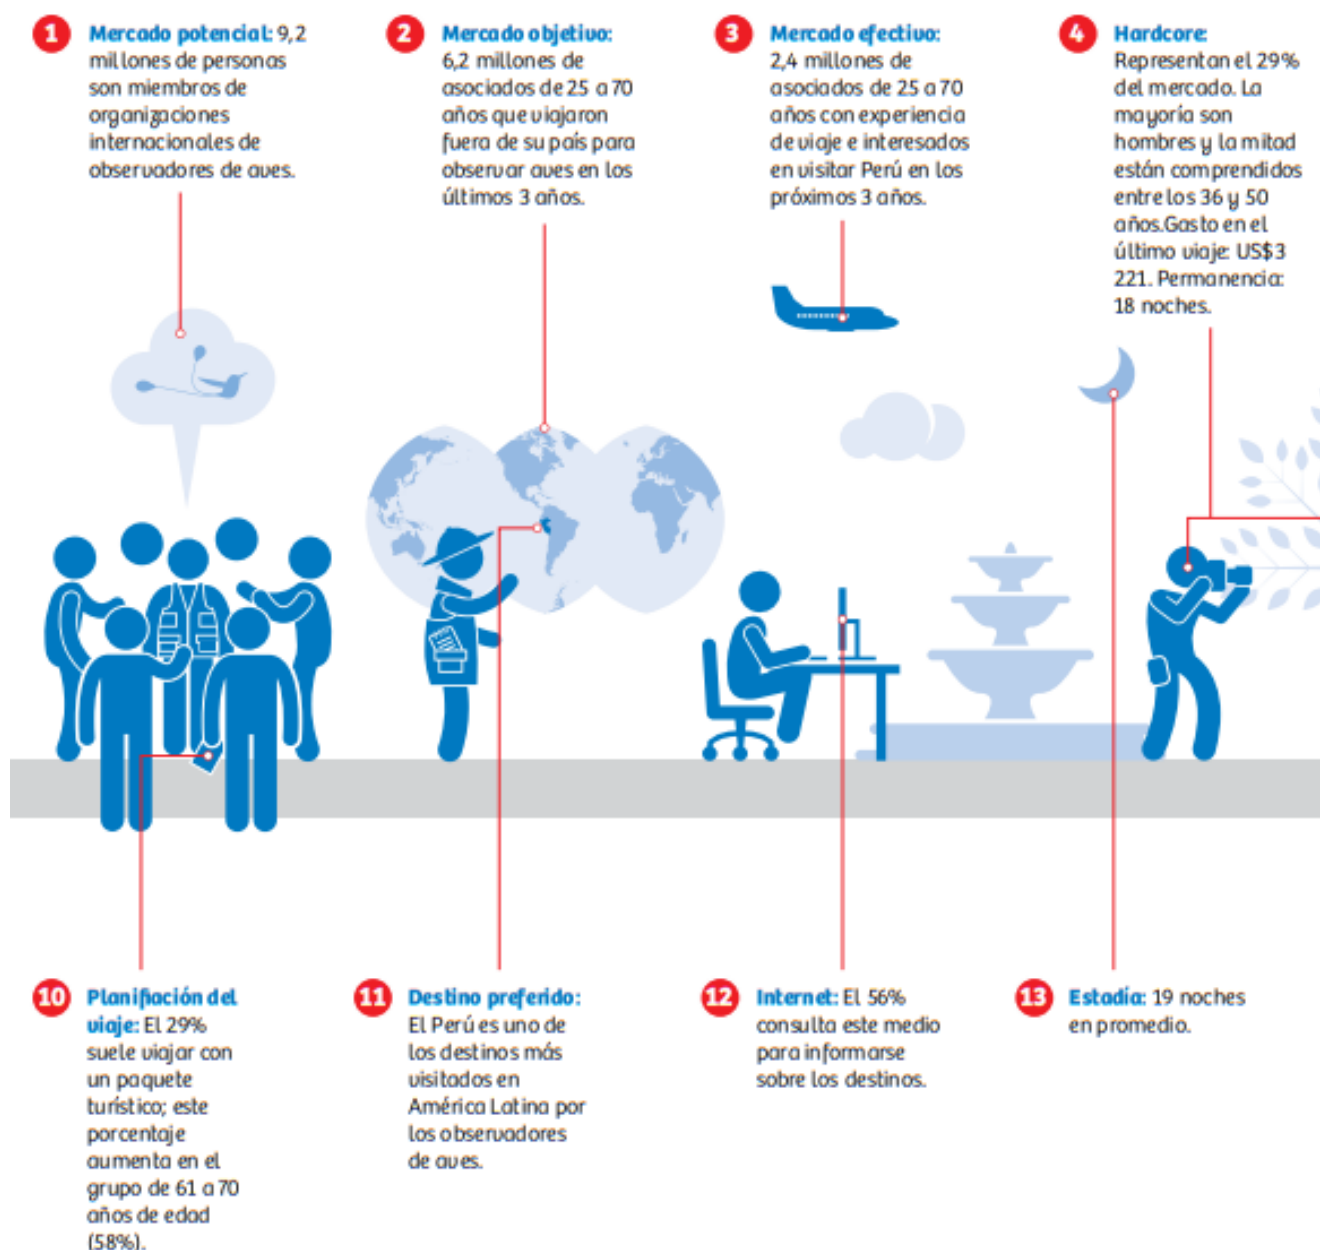 1
Mercado potencial: 9,2
millones de personas
son miembros de
organizaciones
internacionales de
observadores de aves.
2
Mercado objetivo:
6,2 millones de
asociados de 25 a 70
años que viajaron
fuera de su país para
observar aves en los
últimos 3 años.
3
Mercado efectivo:
2,4 millones de
asociados de 25 a 70
años con experiencia
de viaje e interesados
en visitar Perú en los
próximos 3 años.
4
Hardcore:
Representan el 29%
del mercado. La
mayoría son
hombres y la mitad
están comprendidos
entre los 36 y 50
años.Gasto en el
último viaje: US$3
221. Permanencia:
18 noches.
10
Planifiación del
viaje: El 29%
suele viajar con
un paquete
turístico; este
porcentaje
aumenta en el
grupo de 61 a 70
años de edad
(58%).
11
Destino preferido:
El Perú es uno de
los destinos más
visitados en
América Latina por
los observadores
de aves.
12
Internet: El 56%
consulta este medio
para informarse
sobre los destinos.
13
Estadía: 19 noches
en promedio.